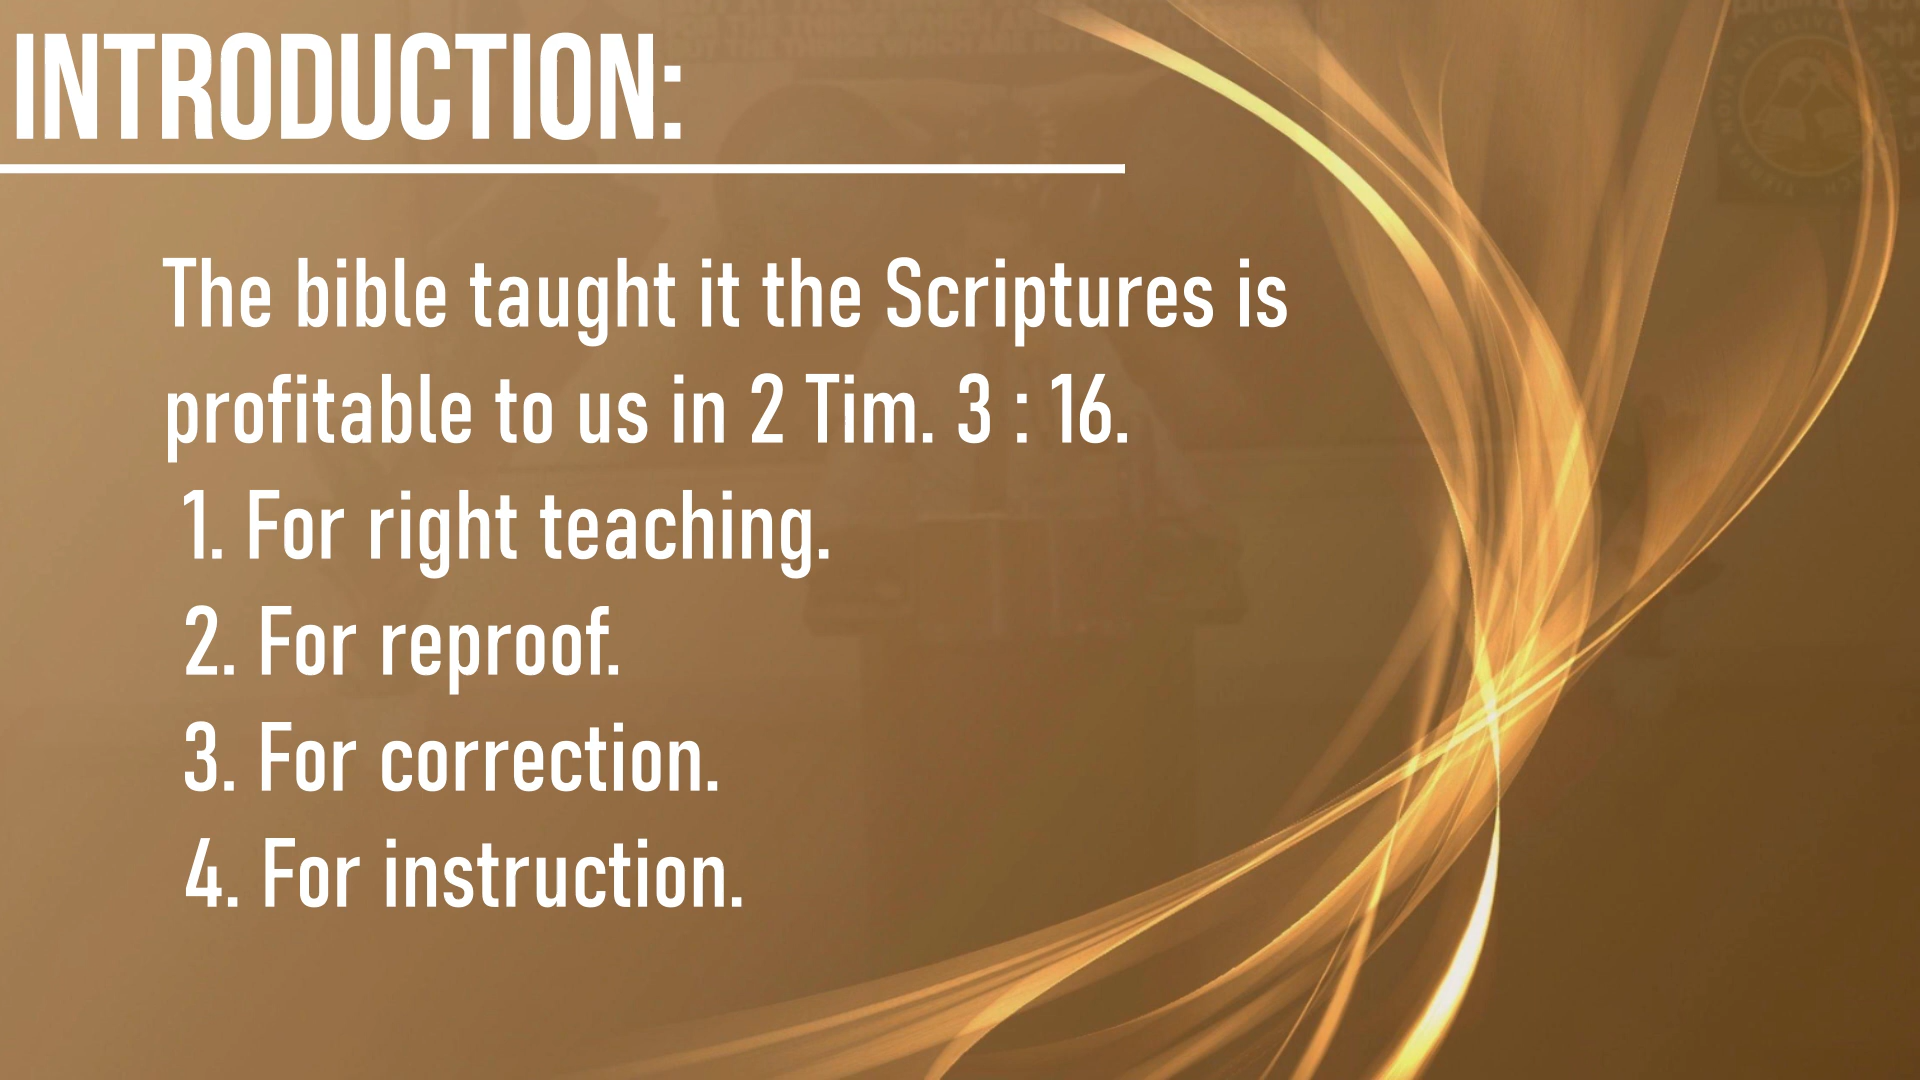 INTRODUCTION:
The bible taught it the Scriptures is
profitable to us in 2 Tim. 3 : 16.
1. For right teaching.
2. For reproof.
3. For correction.
4. For instruction.